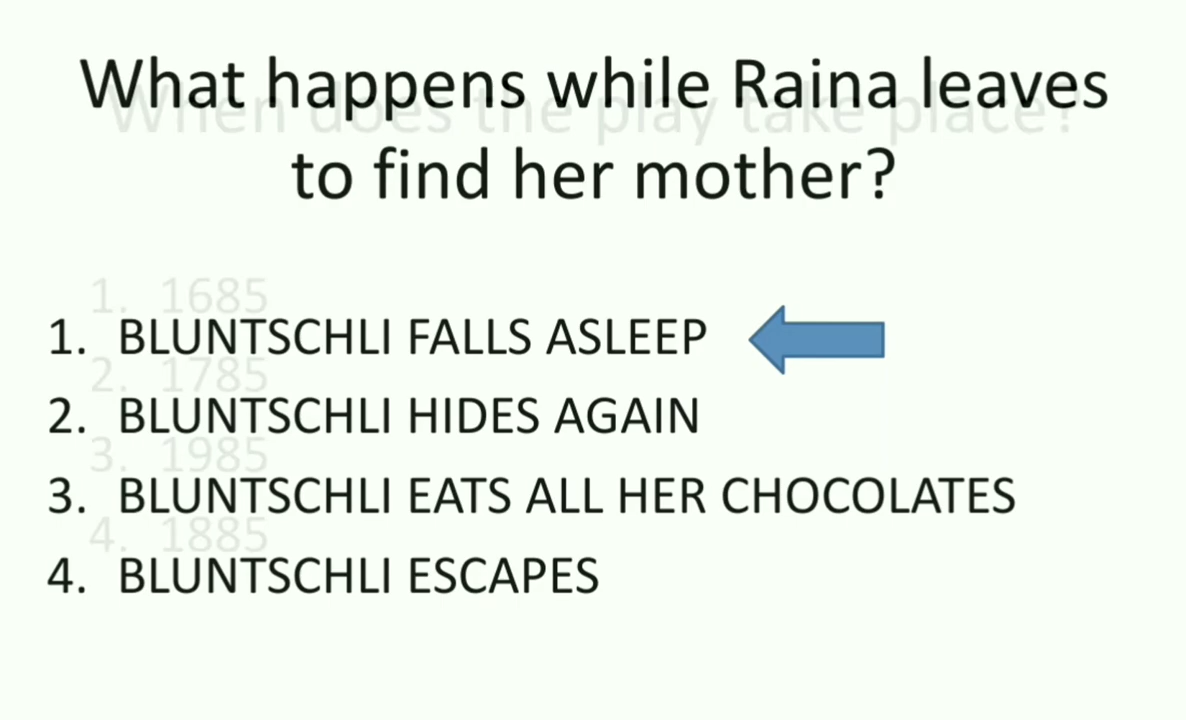 What happens while Raina leaves
to find her mother?
When does the play take place?
1. 1685
1. BLUNTSCHLI FALLS ASLEEP
2. 1785
2. BLUNTSCHLI HIDES AGAIN
3. 1985
3. BLUNTSCHLI EATS ALL HER CHOCOLATES
4. 1885
4. BLUNTSCHLI ESCAPES